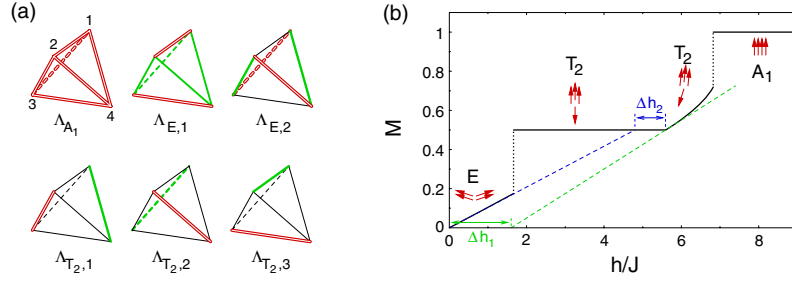 (a)
1
2
3
4
Λ_{A_1}
Λ_{E,1}
Λ_{E,2}
Λ_{T_2,1}
Λ_{T_2,2}
Λ_{T_2,3}
(b)
M
1
0.8
0.6
0.4
0.2
0
T_2
T_2
A_1
Δh_2
E
Δh_1
0 2 4 6 8
h/J